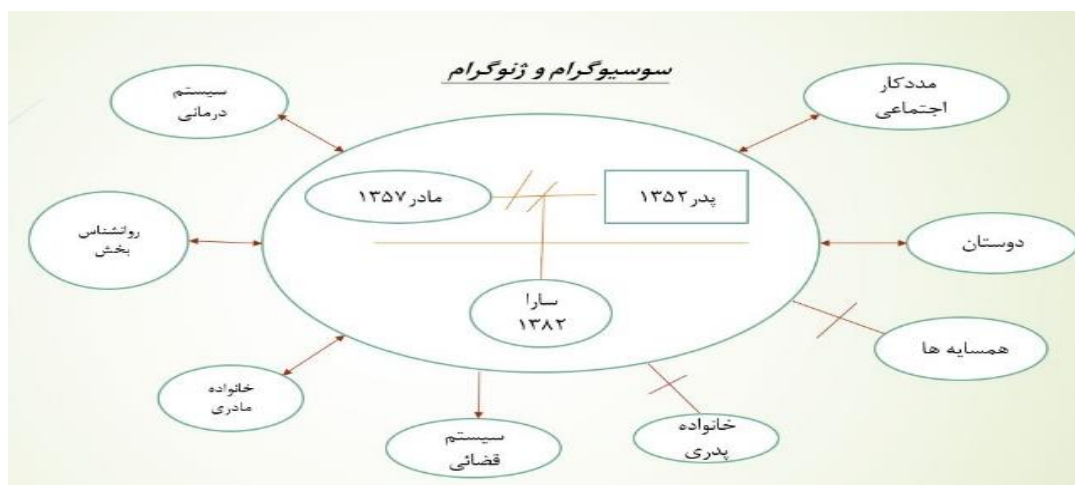 سوسیوگرام و ژنوگرام
مددکار
اجتماعی
سیستم
درمانی
پدر ۱۳۵۲
مادر ۱۳۵۷
روانشناس
بخش
دوستان
سارا
۱۳۸۲
همسایه ها
خانواده
مادری
خانواده
پدری
سیستم
قضائی